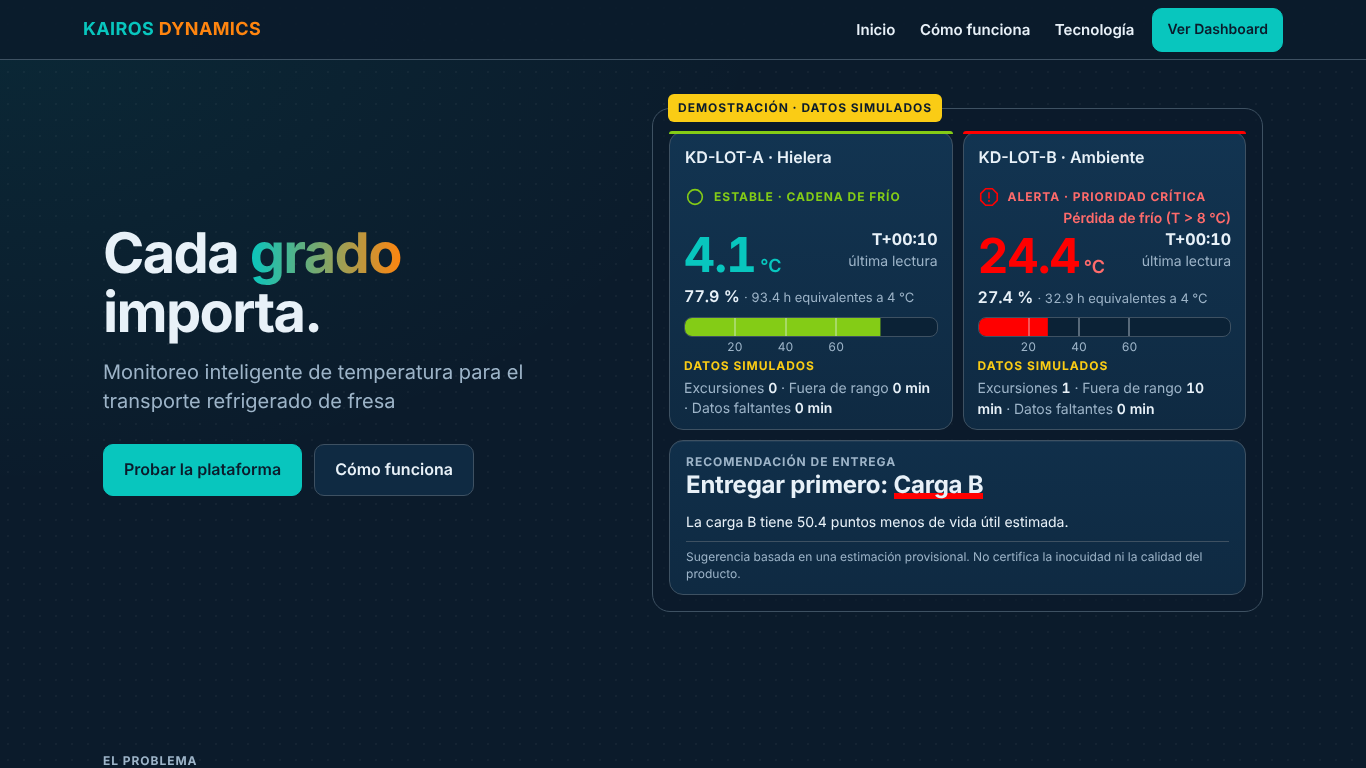 KAIROS DYNAMICS
Inicio
Cómo funciona
Tecnología
Ver Dashboard
Cada grado
importa.
Monitoreo inteligente de temperatura para el
transporte refrigerado de fresa
Probar la plataforma
Cómo funciona
DEMOSTRACIÓN · DATOS SIMULADOS
KD-LOT-A · Hielera
ESTABLE · CADENA DE FRÍO
4.1 °C
T+00:10
última lectura
77.9 % · 93.4 h equivalentes a 4 °C
20 40 60
DATOS SIMULADOS
Excursiones 0 · Fuera de rango 0 min
· Datos faltantes 0 min
KD-LOT-B · Ambiente
ALERTA · PRIORIDAD CRÍTICA
Pérdida de frío (T > 8 °C)
24.4 °C
T+00:10
última lectura
27.4 % · 32.9 h equivalentes a 4 °C
20 40 60
DATOS SIMULADOS
Excursiones 1 · Fuera de rango 10
min · Datos faltantes 0 min
RECOMENDACIÓN DE ENTREGA
Entregar primero: Carga B
La carga B tiene 50.4 puntos menos de vida útil estimada.
Sugerencia basada en una estimación provisional. No certifica la inocuidad ni la calidad del
producto.
EL PROBLEMA